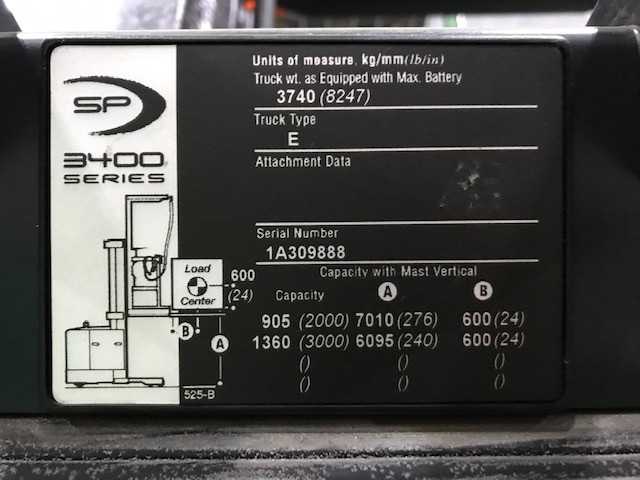 SP
3400
SERIES
Units of measure, kg/mm(lb/in)
Truck wt. as Equipped with Max. Battery
3740 (8247)
Truck Type
E
Attachment Data
Serial Number
1A309888
Capacity with Mast Vertical
Capacity A B
905 (2000) 7010 (276) 600 (24)
1360 (3000) 6095 (240) 600 (24)
() () ()
() () ()
Load
Center
600
(24)
B
A
525-B